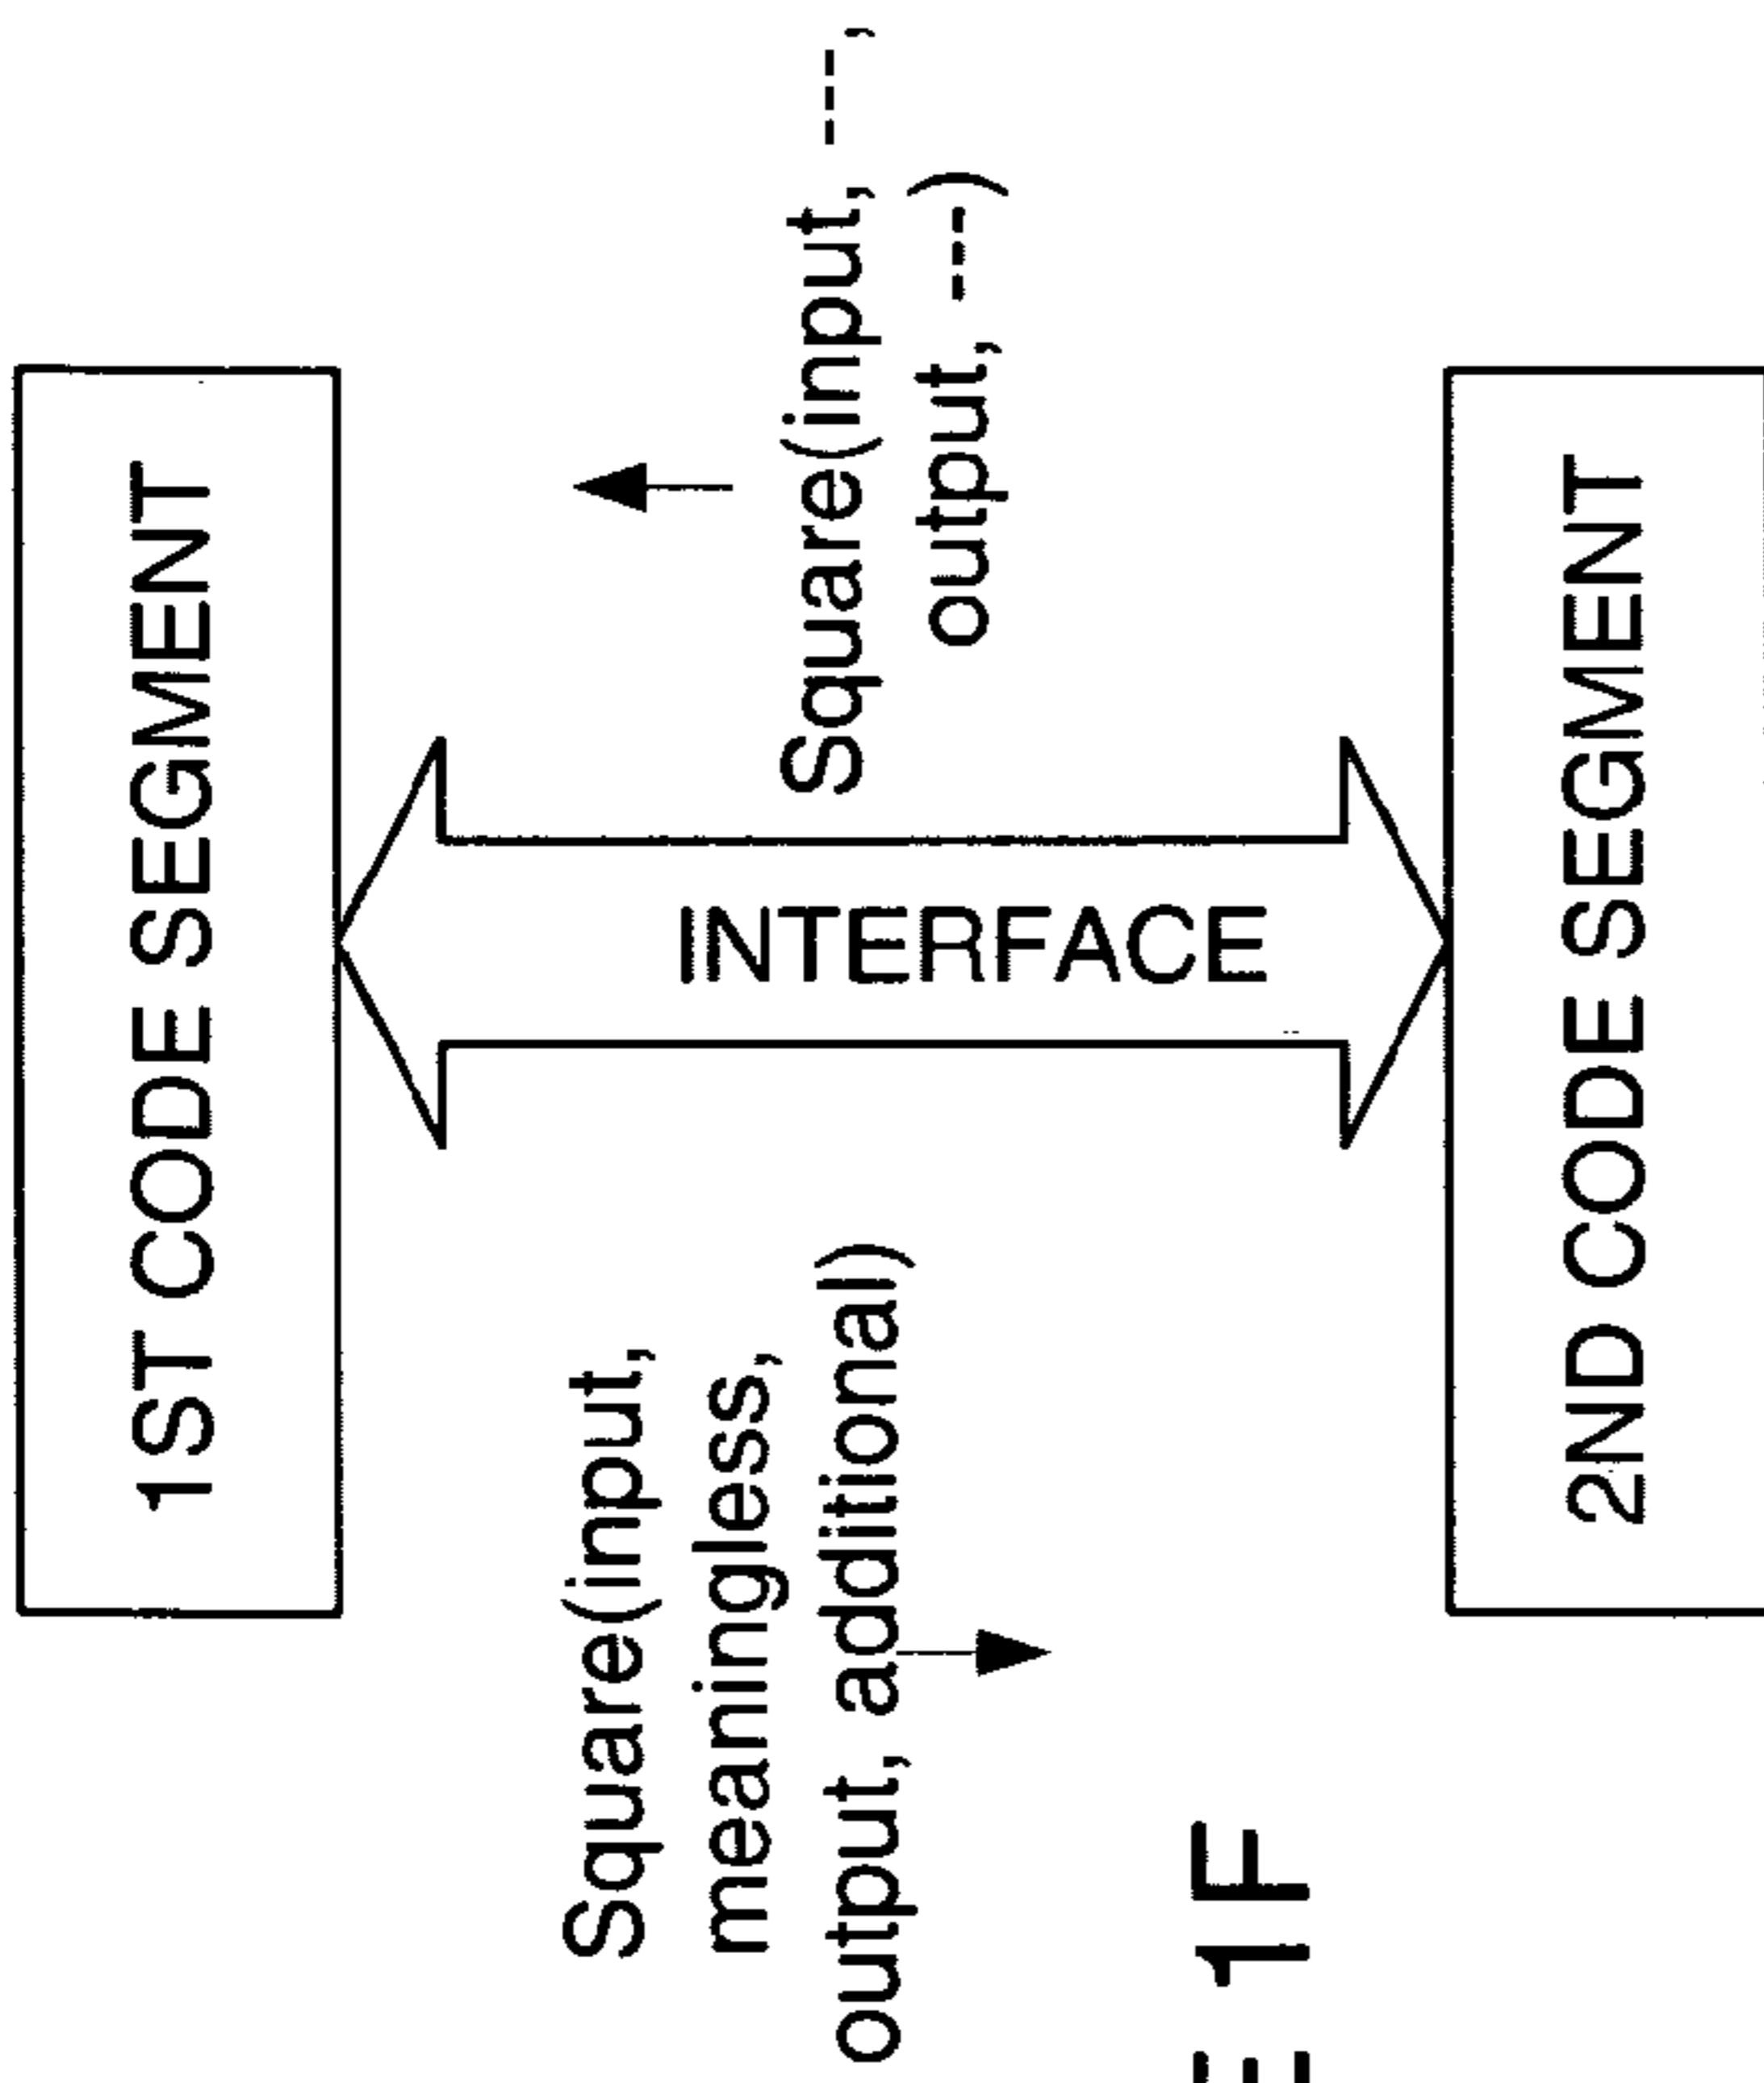 1ST CODE SEGMENT
Square(input,
meaningless,
output, additional)
INTERFACE
Square(input, ---,
output, ---)
2ND CODE SEGMENT
1F